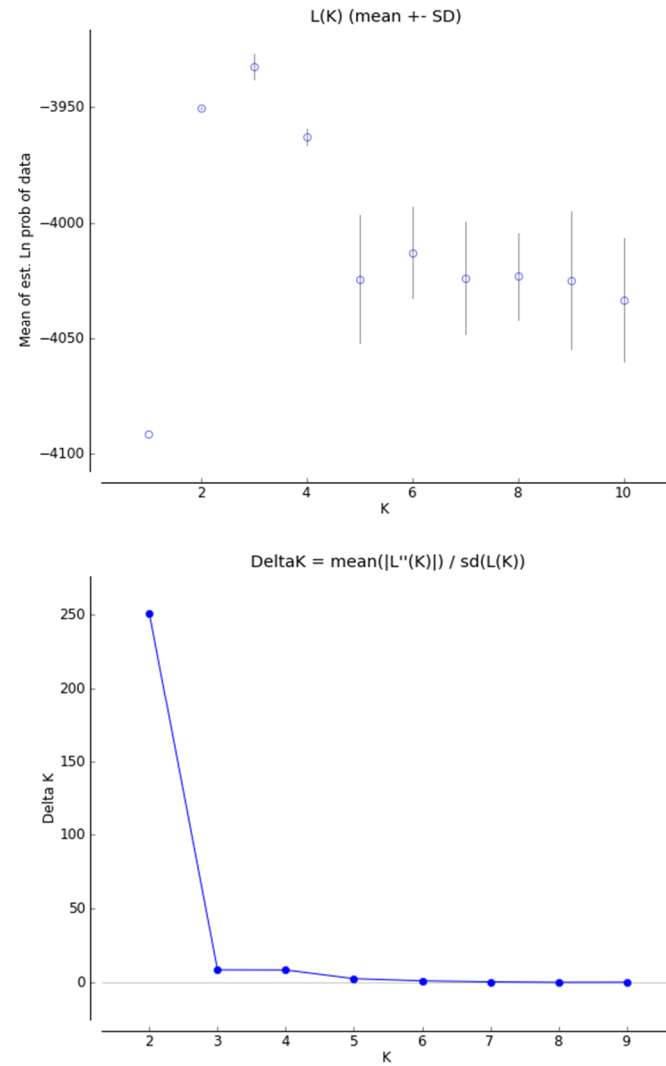 L(K) (mean +- SD)
Mean of est. Ln prob of data
−3950
−4000
−4050
−4100
2 4 6 8 10
K
DeltaK = mean(|L''(K)|) / sd(L(K))
Delta K
250
200
150
100
50
0
2 3 4 5 6 7 8 9
K